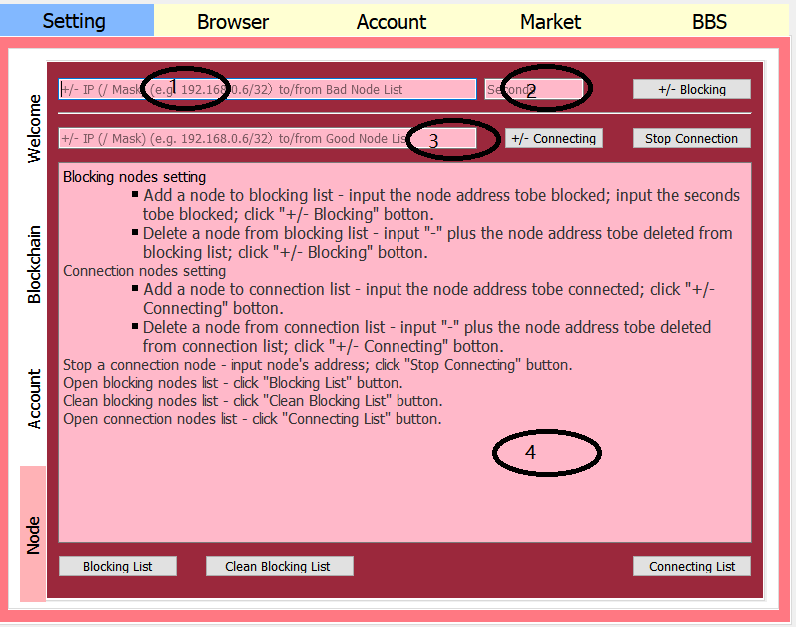 Setting Browser Account Market BBS
+/- IP (/ Mask) (e.g. 192.168.0.6/32) to/from Bad Node List
1
Seconds
2
+/- Blocking
+/- IP (/ Mask) (e.g. 192.168.0.6/32) to/from Good Node List
3
+/- Connecting
Stop Connection
Welcome
Blockchain
Account
Node
Blocking nodes setting
Add a node to blocking list - input the node address tobe blocked; input the seconds
tobe blocked; click "+/- Blocking" botton.
Delete a node from blocking list - input "-" plus the node address tobe deleted from
blocking list; click "+/- Blocking" botton.
Connection nodes setting
Add a node to connection list - input the node address tobe connected; click "+/-
Connecting" botton.
Delete a node from connection list - input "-" plus the node address tobe deleted
from connection list; click "+/- Connecting" botton.
Stop a connection node - input node's address; click "Stop Connecting" button.
Open blocking nodes list - click "Blocking List" button.
Clean blocking nodes list - click "Clean Blocking List" button.
Open connection nodes list - click "Connecting List" button.
4
Blocking List
Clean Blocking List
Connecting List